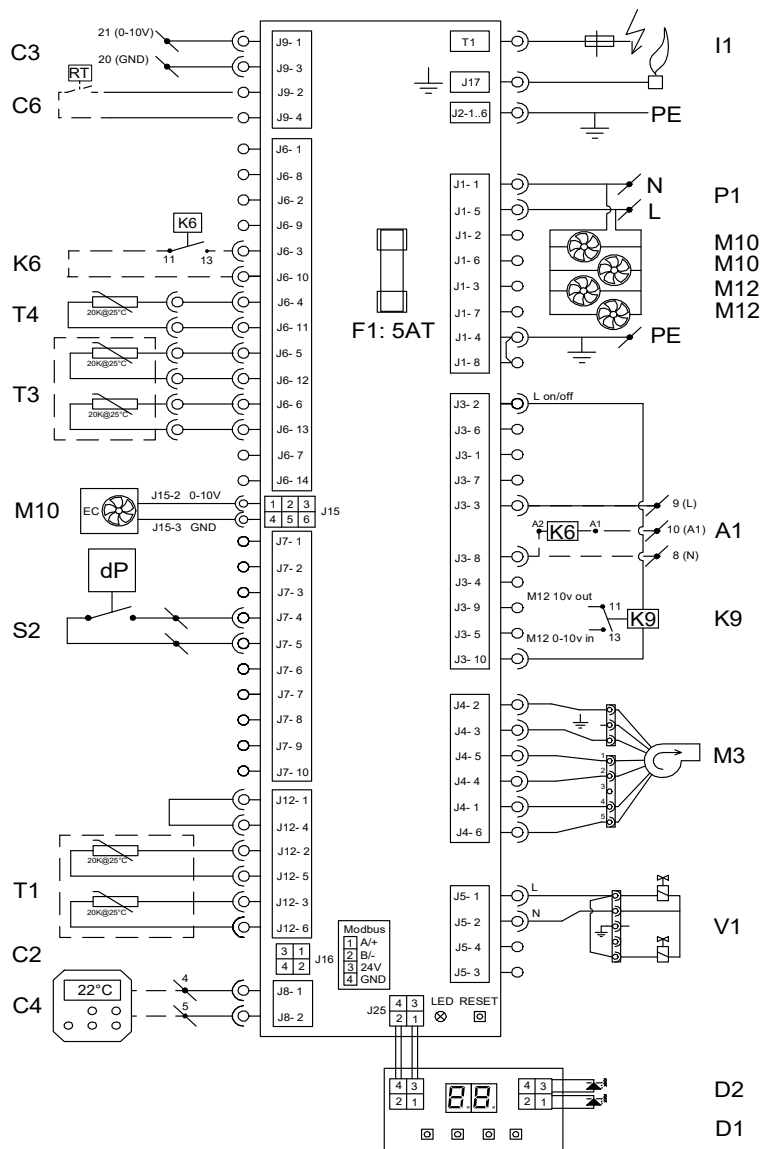 C3
21 (0-10V)
20 (GND)
RT
C6
J9- 1
J9- 3
J9- 2
J9- 4
J6- 1
J6- 8
J6- 2
J6- 9
K6
K6
11
13
J6- 3
J6- 10
T4
20K@25°C
J6- 4
J6- 11
T3
20K@25°C
20K@25°C
J6- 5
J6- 12
J6- 6
J6- 13
J6- 7
J6- 14
M10
EC
J15-2 0-10V
J15-3 GND
1 2 3
4 5 6
J15
J7- 1
J7- 2
J7- 3
dP
S2
J7- 4
J7- 5
J7- 6
J7- 7
J7- 8
J7- 9
J7- 10
J12- 1
J12- 4
T1
20K@25°C
20K@25°C
J12- 2
J12- 5
J12- 3
J12- 6
C2
3 1
4 2
J16
Modbus
1 A/+
2 B/-
3 24V
4 GND
C4
22°C
4
5
J8- 1
J8- 2
F1: 5AT
T1
I1
J17
J2-1..6
PE
J1- 1
J1- 5
J1- 2
J1- 6
J1- 3
J1- 7
J1- 4
J1- 8
N
L
P1
M10
M10
M12
M12
PE
J3- 2
L on/off
J3- 6
J3- 1
J3- 7
J3- 3
9 (L)
A2
K6
A1
10 (A1)
A1
J3- 8
8 (N)
J3- 4
J3- 9
M12 10v out
11
K9
K9
J3- 5
M12 0-10v in
13
J3- 10
J4- 2
J4- 3
J4- 5
J4- 4
J4- 1
J4- 6
1
2
3
4
5
M3
J5- 1
L
J5- 2
N
J5- 4
J5- 3
V1
J25
4 3
2 1
LED RESET
4 3
2 1
8.8.
4 3
2 1
D2
D1